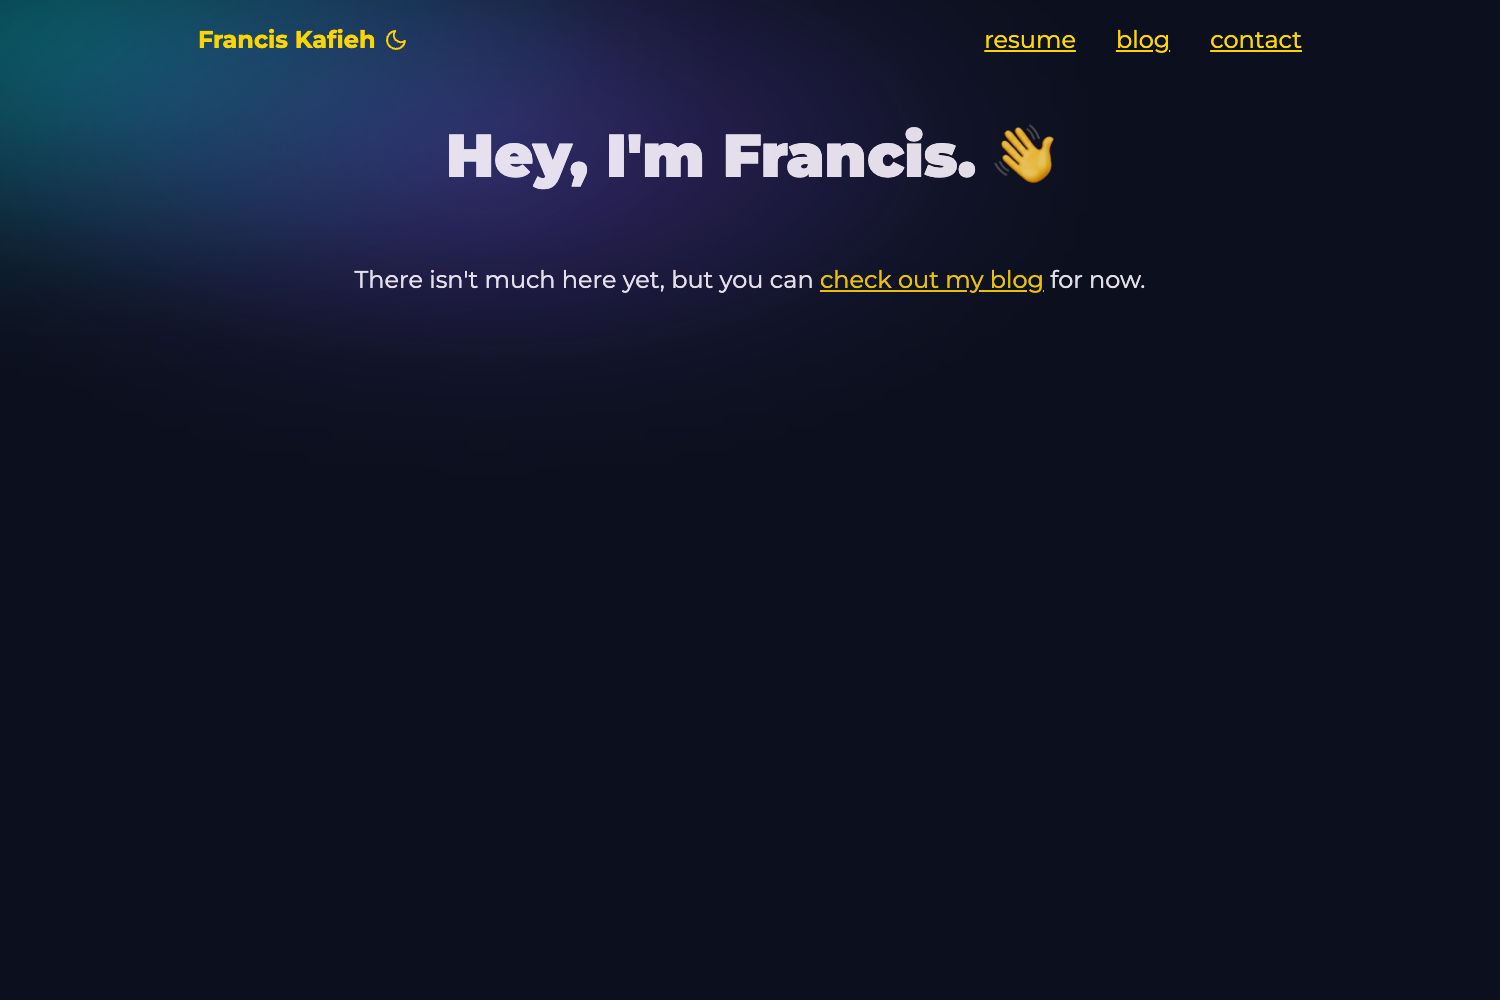 Francis Kafieh
resume blog contact
Hey, I'm Francis. 👋
There isn't much here yet, but you can check out my blog for now.